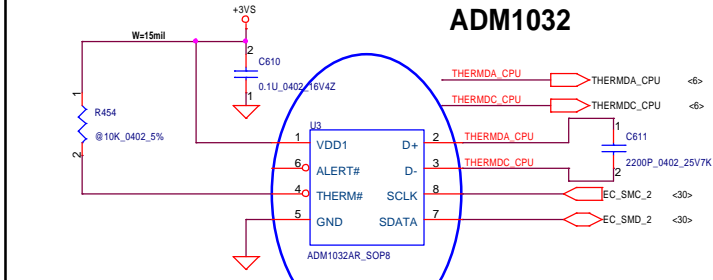 ADM1032
+3VS
W=15mil
2
C610
0.1U_0402_16V4Z
1
THERMDA_CPU
THERMDA_CPU
<6>
THERMDC_CPU
THERMDC_CPU
<6>
1
R454
@10K_0402_5%
2
U3
1
VDD1
D+
2
THERMDA_CPU
1
C611
6
ALERT#
D-
3
THERMDC_CPU
2
2200P_0402_25V7K
4
THERM#
SCLK
8
EC_SMC_2
<30>
5
GND
SDATA
7
EC_SMD_2
<30>
ADM1032AR_SOP8